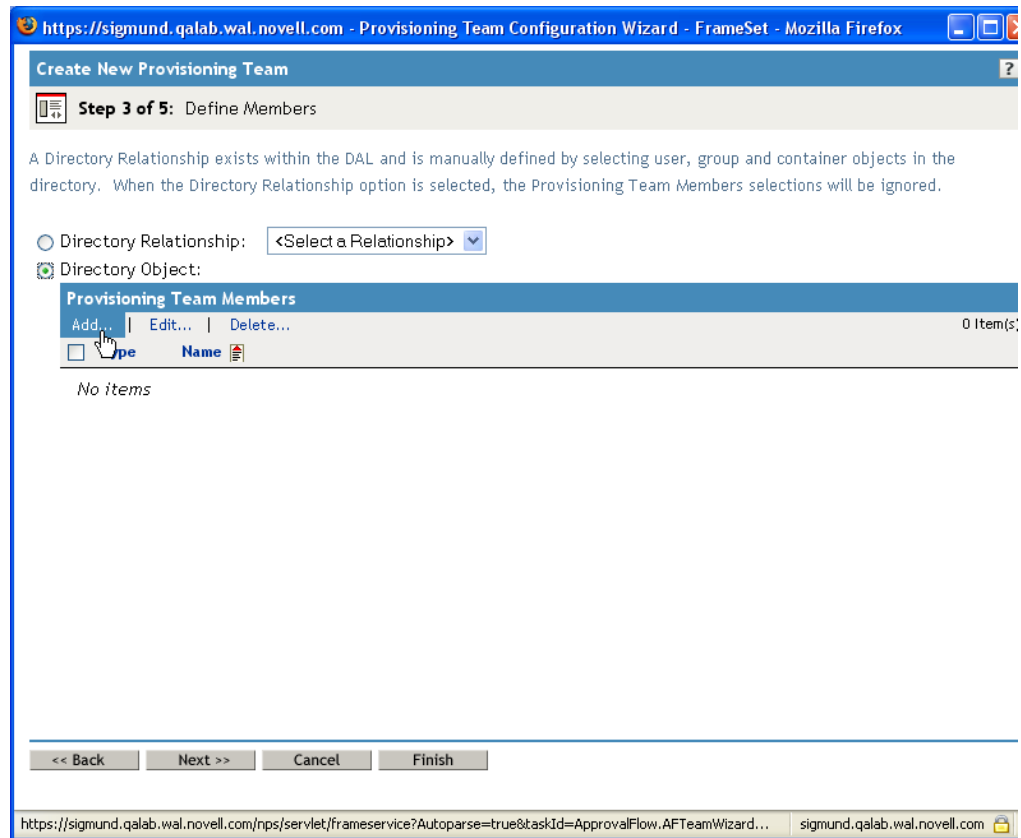 https://sigmund.qalab.wal.novell.com - Provisioning Team Configuration Wizard - FrameSet - Mozilla Firefox
Create New Provisioning Team ?
Step 3 of 5: Define Members
A Directory Relationship exists within the DAL and is manually defined by selecting user, group and container objects in the
directory. When the Directory Relationship option is selected, the Provisioning Team Members selections will be ignored.
Directory Relationship: <Select a Relationship>
Directory Object:
Provisioning Team Members
Add... | Edit... | Delete... 0 Item(s)
Name
No items
<< Back Next >> Cancel Finish
https://sigmund.qalab.wal.novell.com/nps/servlet/frameservice?Autoparse=true&taskId=ApprovalFlow.AFTeamWizard... sigmund.qalab.wal.novell.com